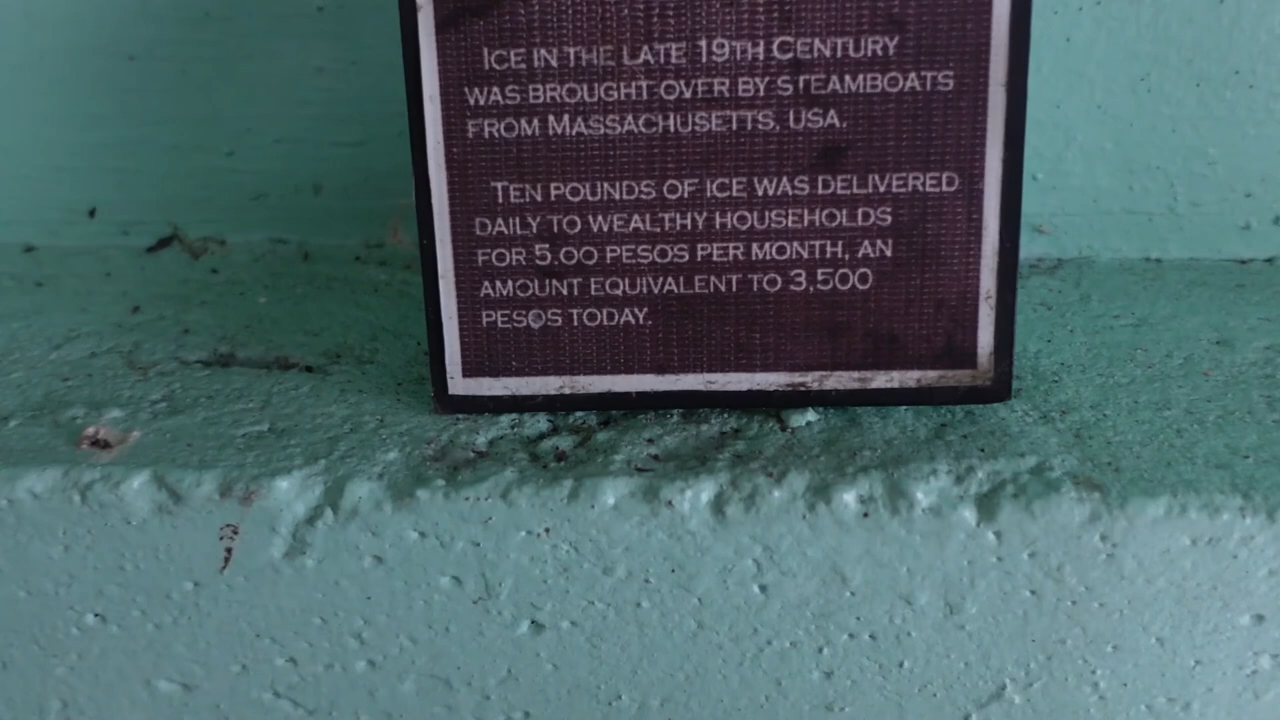 ICE IN THE LATE 19TH CENTURY
WAS BROUGHT OVER BY STEAMBOATS
FROM MASSACHUSETTS, USA.
TEN POUNDS OF ICE WAS DELIVERED
DAILY TO WEALTHY HOUSEHOLDS
FOR 5.00 PESOS PER MONTH, AN
AMOUNT EQUIVALENT TO 3,500
PESOS TODAY.